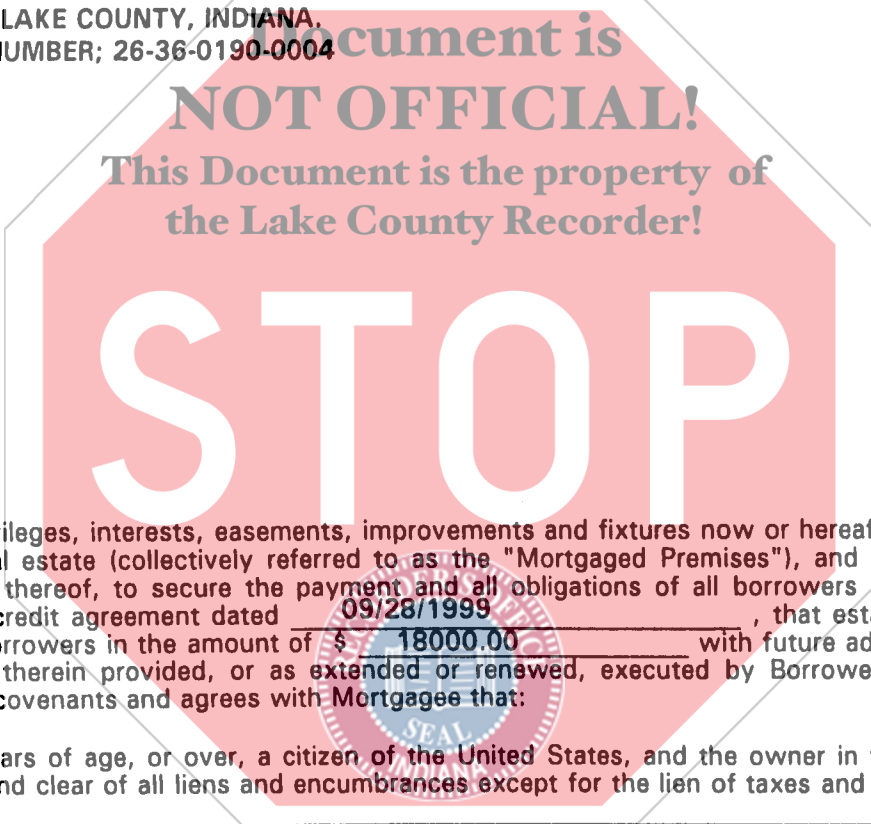 LAKE COUNTY, INDIANA.
NUMBER; 26-36-0190-0004
Document is
NOT OFFICIAL!
This Document is the property of
the Lake County Recorder!
STOP
ileges, interests, easements, improvements and fixtures now or hereaf
l estate (collectively referred to as the "Mortgaged Premises"), and
thereof, to secure the payment and all obligations of all borrowers
credit agreement dated 09/28/1999 , that est
rrowers in the amount of $ 18000.00 with future ad
therein provided, or as extended or renewed, executed by Borrowe
covenants and agrees with Mortgagee that:
ars of age, or over, a citizen of the United States, and the owner in
nd clear of all liens and encumbrances except for the lien of taxes and
SEAL
INDIANA